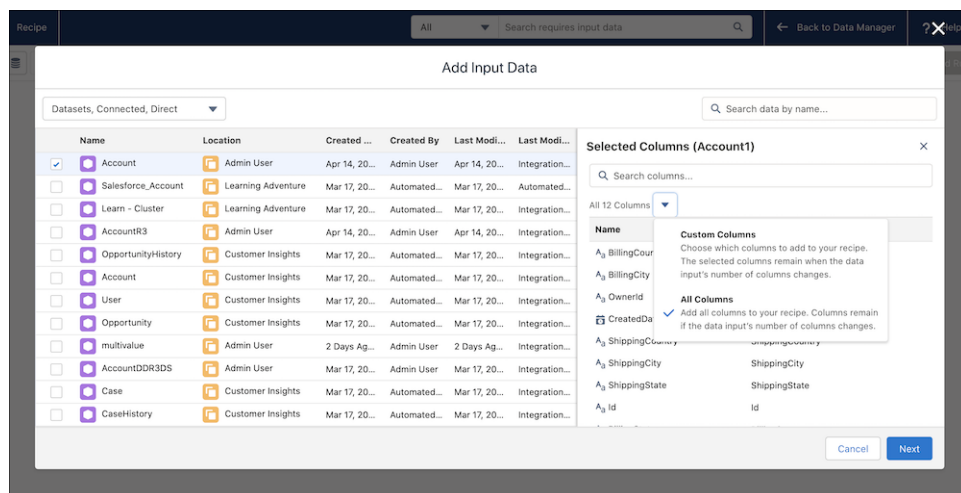 Recipe
All
Search requires input data
Back to Data Manager
Help
Add Input Data
Datasets, Connected, Direct
Search data by name...
Name Location Created ... Created By Last Modi... Last Modi...
Account Admin User Apr 14, 20... Admin User Apr 14, 20... Integration...
Salesforce_Account Learning Adventure Mar 17, 20... Automated... Mar 17, 20... Automated...
Learn - Cluster Learning Adventure Mar 17, 20... Automated... Mar 17, 20... Integration...
AccountR3 Admin User Apr 14, 20... Admin User Apr 14, 20... Integration...
OpportunityHistory Customer Insights Mar 17, 20... Automated... Mar 17, 20... Integration...
Account Customer Insights Mar 17, 20... Automated... Mar 17, 20... Integration...
User Customer Insights Mar 17, 20... Automated... Mar 17, 20... Integration...
Opportunity Customer Insights Mar 17, 20... Automated... Mar 17, 20... Integration...
multivalue Admin User 2 Days Ag... Admin User 2 Days Ag... Integration...
AccountDDR3DS Admin User Mar 17, 20... Automated... Mar 17, 20... Integration...
Case Customer Insights Mar 17, 20... Automated... Mar 17, 20... Integration...
CaseHistory Customer Insights Mar 17, 20... Automated... Mar 17, 20... Integration...
Selected Columns (Account1)
Search columns...
All 12 Columns
Name
BillingCour
BillingCity
OwnerId
CreatedDa
Custom Columns
Choose which columns to add to your recipe.
The selected columns remain when the data
input's number of columns changes.
All Columns
Add all columns to your recipe. Columns remain
if the data input's number of columns changes.
ShippingCountry ShippingCountry
ShippingCity ShippingCity
ShippingState ShippingState
Id Id
Cancel
Next